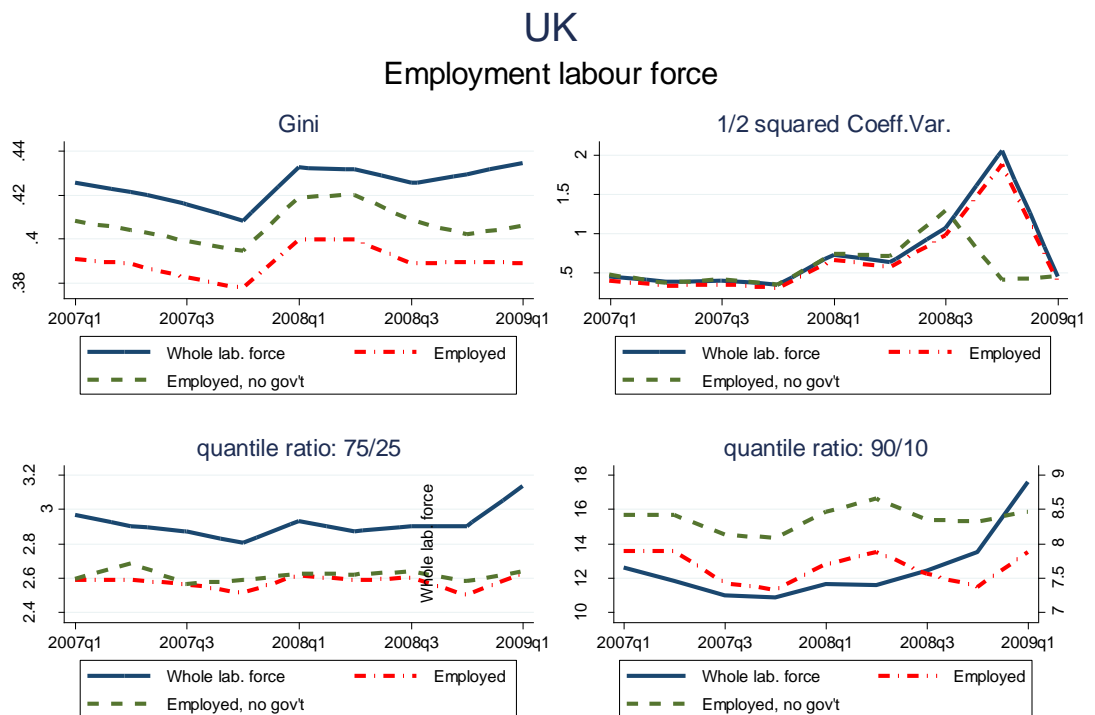 UK
Employment labour force
Gini
.44
.42
.4
.38
2007q1 2007q3 2008q1 2008q3 2009q1
Whole lab. force Employed
Employed, no gov't
1/2 squared Coeff.Var.
2
1.5
1
.5
2007q1 2007q3 2008q1 2008q3 2009q1
Whole lab. force Employed
Employed, no gov't
quantile ratio: 75/25
3.2
3
2.8
2.6
2.4
2007q1 2007q3 2008q1 2008q3 2009q1
Whole lab. force Employed
Employed, no gov't
Whole lab. force
quantile ratio: 90/10
18
16
14
12
10
9
8.5
8
7.5
7
2007q1 2007q3 2008q1 2008q3 2009q1
Whole lab. force Employed
Employed, no gov't